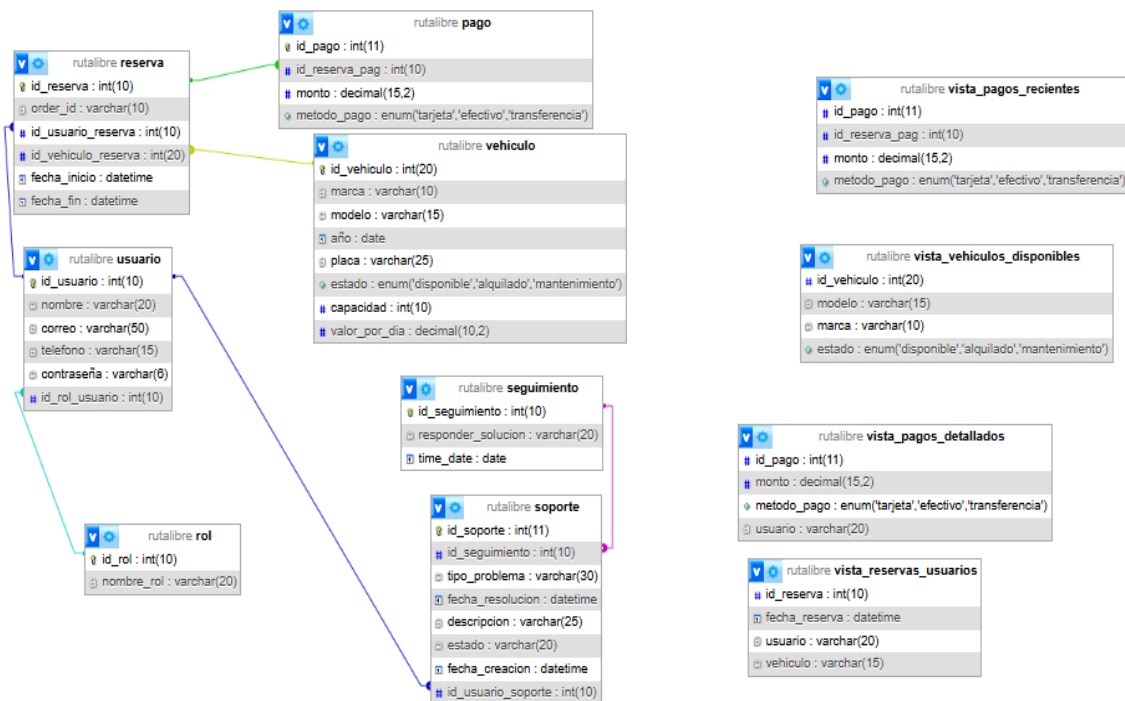 rutalibre pago
id_pago : int(11)
id_reserva_pag : int(10)
monto : decimal(15,2)
metodo_pago : enum('tarjeta','efectivo','transferencia')
rutalibre reserva
id_reserva : int(10)
order_id : varchar(10)
id_usuario_reserva : int(10)
id_vehiculo_reserva : int(20)
fecha_inicio : datetime
fecha_fin : datetime
rutalibre vehiculo
id_vehiculo : int(20)
marca : varchar(10)
modelo : varchar(15)
año : date
placa : varchar(25)
estado : enum('disponible','alquilado','mantenimiento')
capacidad : int(10)
valor_por_dia : decimal(10,2)
rutalibre usuario
id_usuario : int(10)
nombre : varchar(20)
correo : varchar(50)
telefono : varchar(15)
contraseña : varchar(6)
id_rol_usuario : int(10)
rutalibre seguimiento
id_seguimiento : int(10)
responder_solucion : varchar(20)
time_date : date
rutalibre soporte
id_soporte : int(11)
id_seguimiento : int(10)
tipo_problema : varchar(30)
fecha_resolucion : datetime
descripcion : varchar(25)
estado : varchar(20)
fecha_creacion : datetime
id_usuario_soporte : int(10)
rutalibre rol
id_rol : int(10)
nombre_rol : varchar(20)
rutalibre vista_pagos_recientes
id_pago : int(11)
id_reserva_pag : int(10)
monto : decimal(15,2)
metodo_pago : enum('tarjeta','efectivo','transferencia')
rutalibre vista_vehiculos_disponibles
id_vehiculo : int(20)
modelo : varchar(15)
marca : varchar(10)
estado : enum('disponible','alquilado','mantenimiento')
rutalibre vista_pagos_detallados
id_pago : int(11)
monto : decimal(15,2)
metodo_pago : enum('tarjeta','efectivo','transferencia')
usuario : varchar(20)
rutalibre vista_reservas_usuarios
id_reserva : int(10)
fecha_reserva : datetime
usuario : varchar(20)
vehiculo : varchar(15)